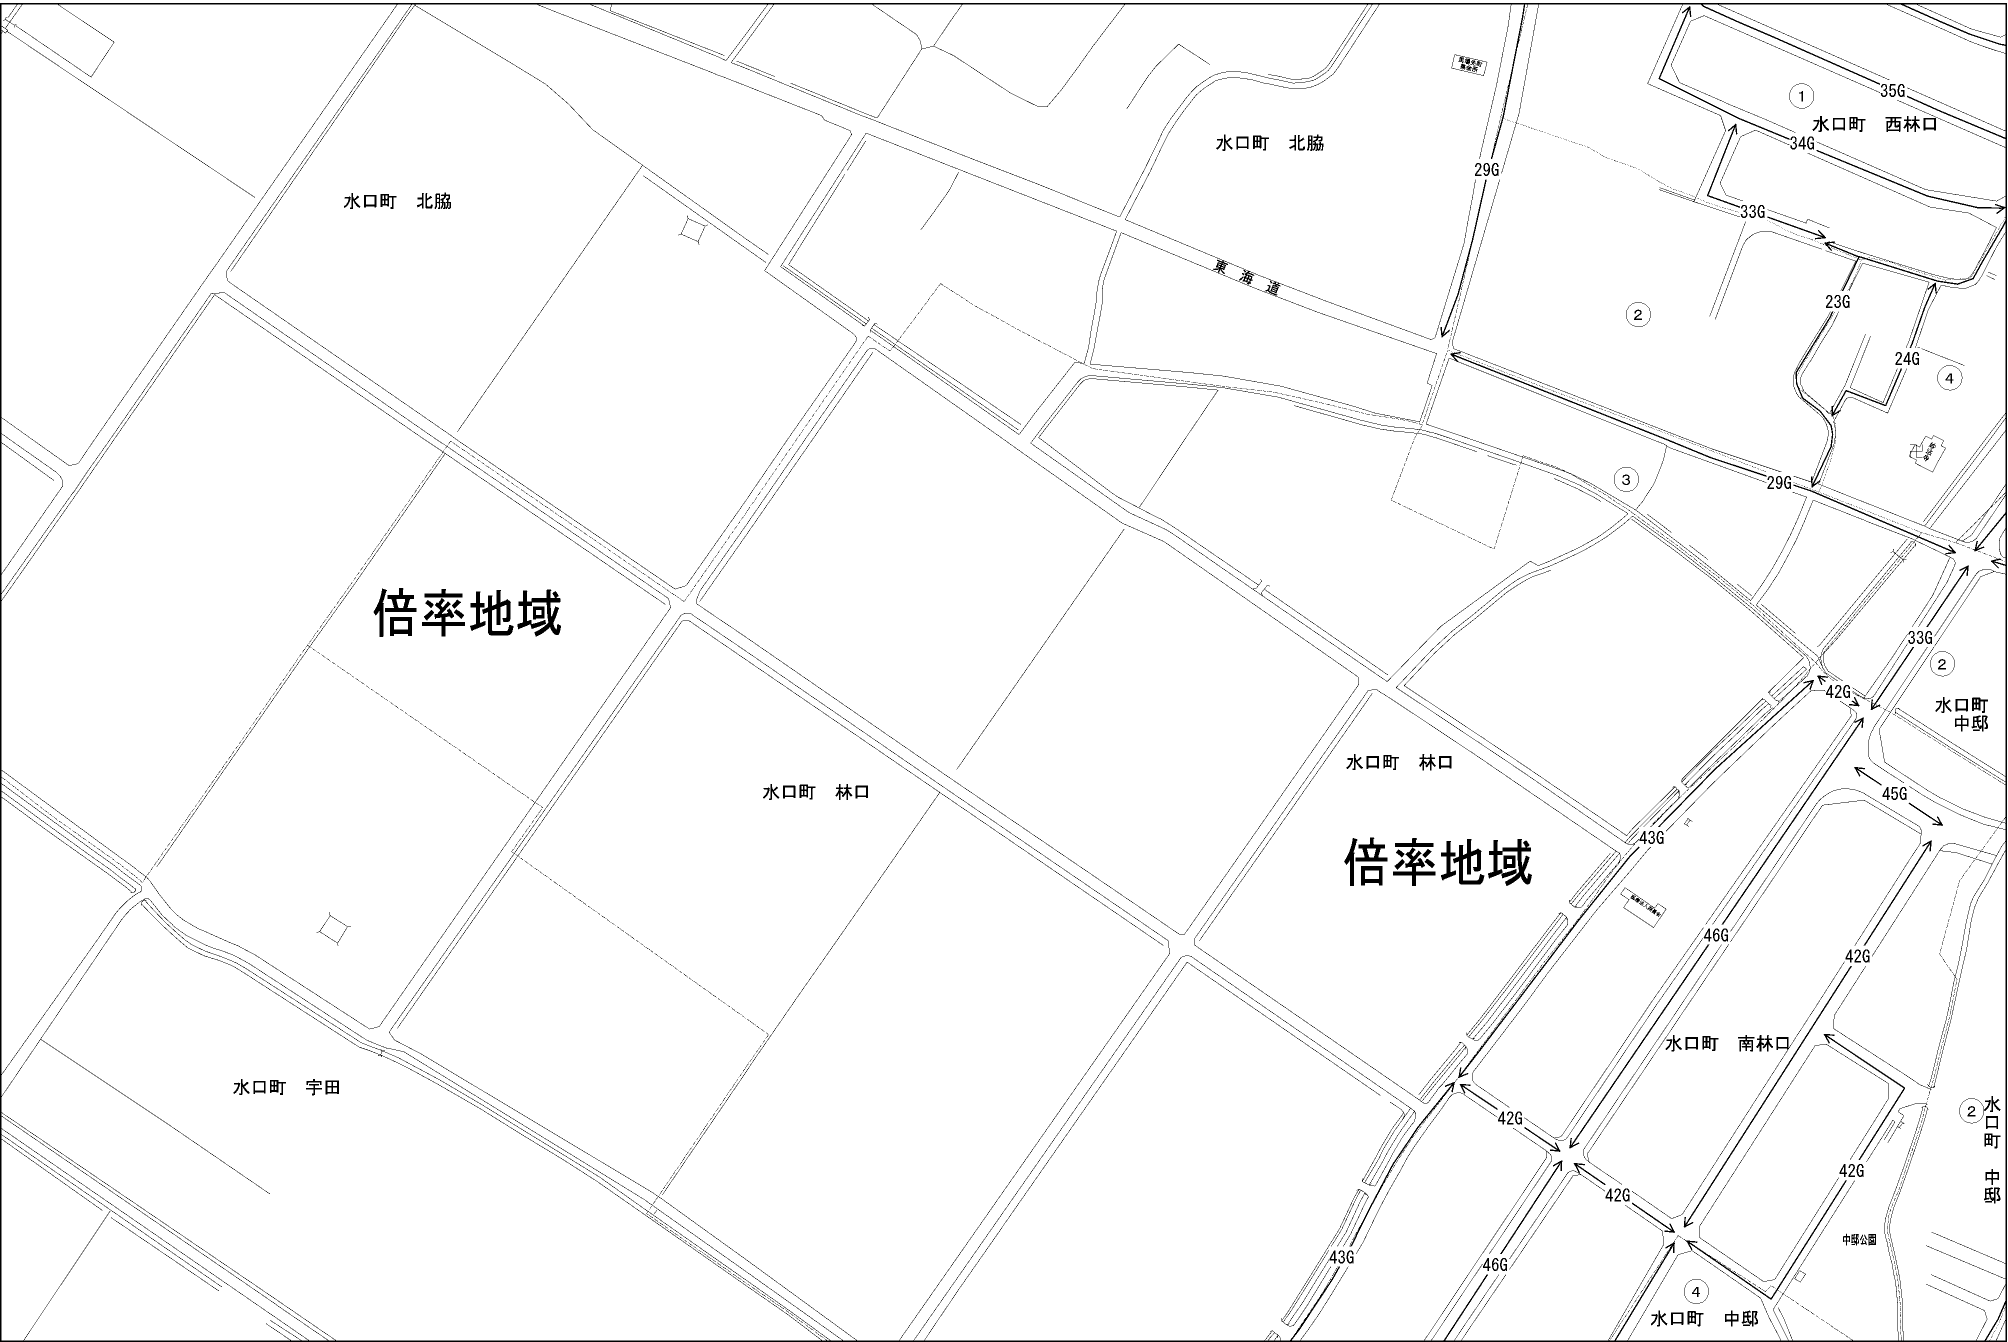 35G
①
水口町　西林口
34G
水口町　北脇
29G
水口町　北脇
33G
東海道
23G
②
24G
④
③
29G
倍率地域
33G
②
42G
水口町
中邸
水口町　林口
水口町　林口
45G
43G
倍率地域
46G
42G
水口町　南林口
水口町　宇田
42G
②
水口町　中邸
42G
42G
中邸公園
43G
46G
④
水口町　中邸